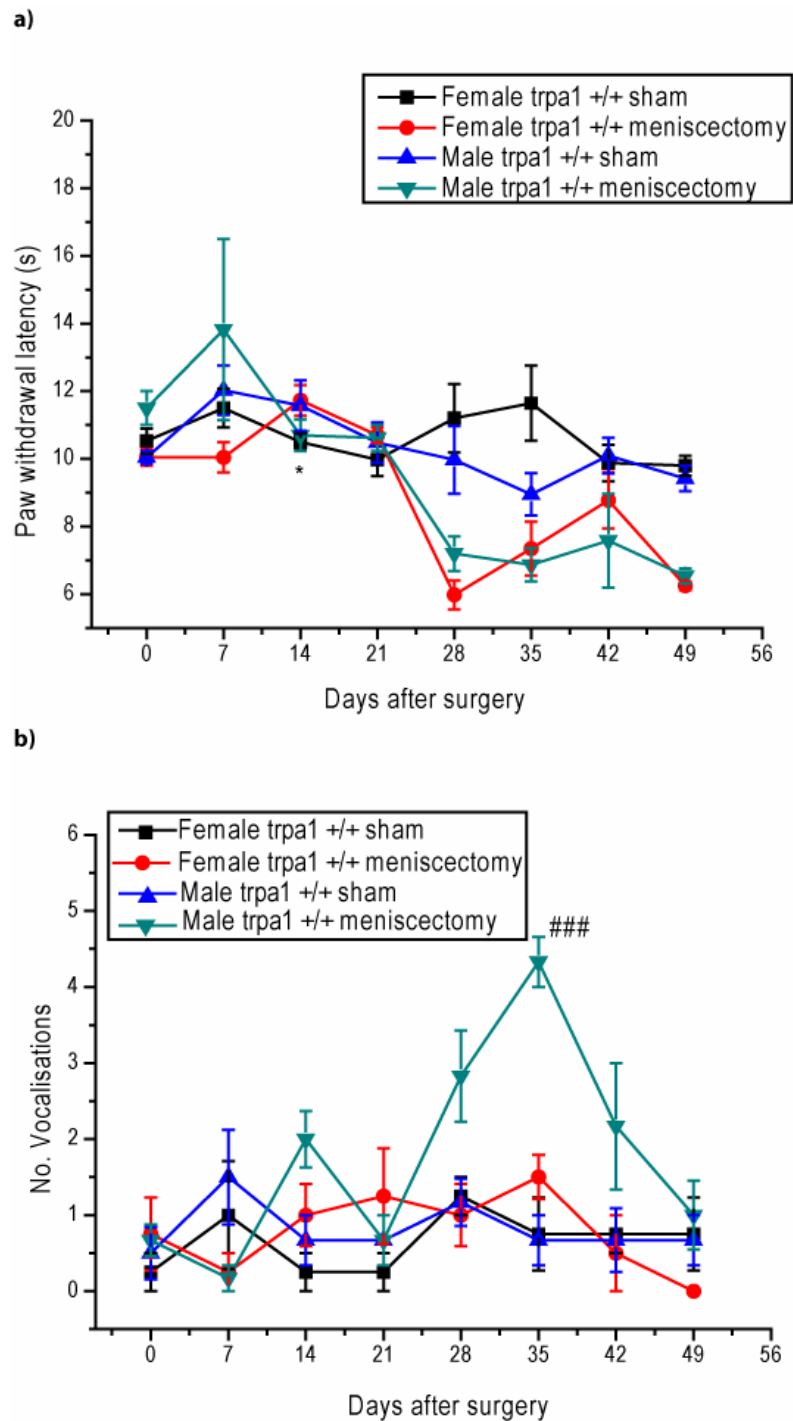 a)
Female trpa1 +/+ sham
Female trpa1 +/+ meniscectomy
Male trpa1 +/+ sham
Male trpa1 +/+ meniscectomy
20
18
16
14
12
10
8
6
Paw withdrawal latency (s)
*
0 7 14 21 28 35 42 49 56
Days after surgery
b)
Female trpa1 +/+ sham
Female trpa1 +/+ meniscectomy
Male trpa1 +/+ sham
Male trpa1 +/+ meniscectomy
6
5
4
3
2
1
0
No. Vocalisations
###
0 7 14 21 28 35 42 49 56
Days after surgery